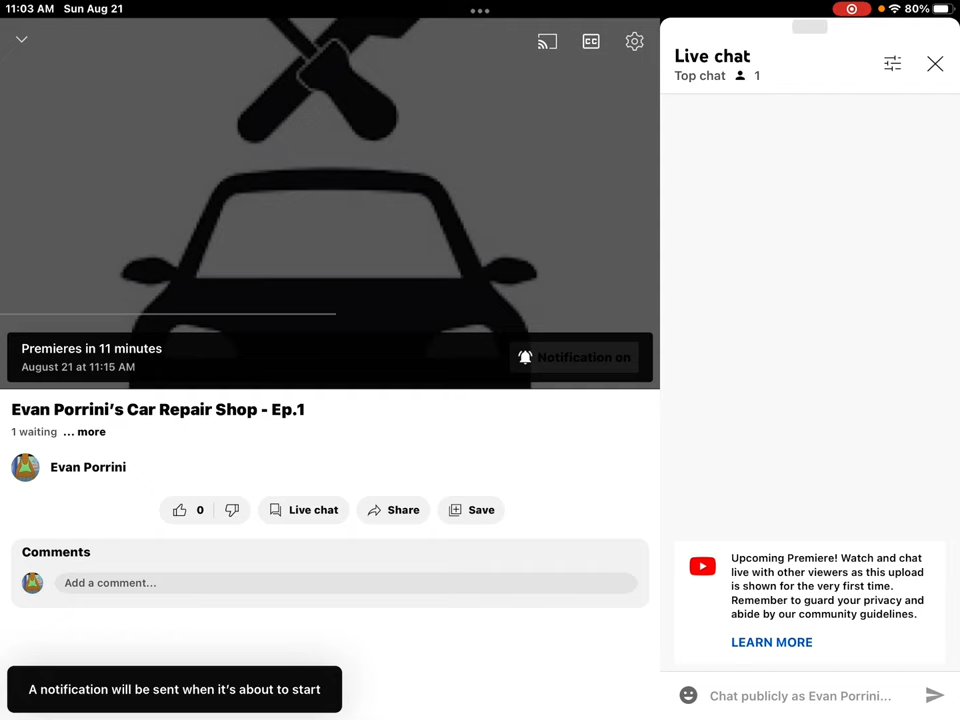 11:03 AM Sun Aug 21
80%
CC
Live chat
Top chat 1
Premieres in 11 minutes
August 21 at 11:15 AM
Notification on
Evan Porrini's Car Repair Shop - Ep.1
1 waiting ... more
Evan Porrini
0
Live chat
Share
Save
Comments
Add a comment...
Upcoming Premiere! Watch and chat
live with other viewers as this upload
is shown for the very first time.
Remember to guard your privacy and
abide by our community guidelines.
LEARN MORE
A notification will be sent when it's about to start
Chat publicly as Evan Porrini...